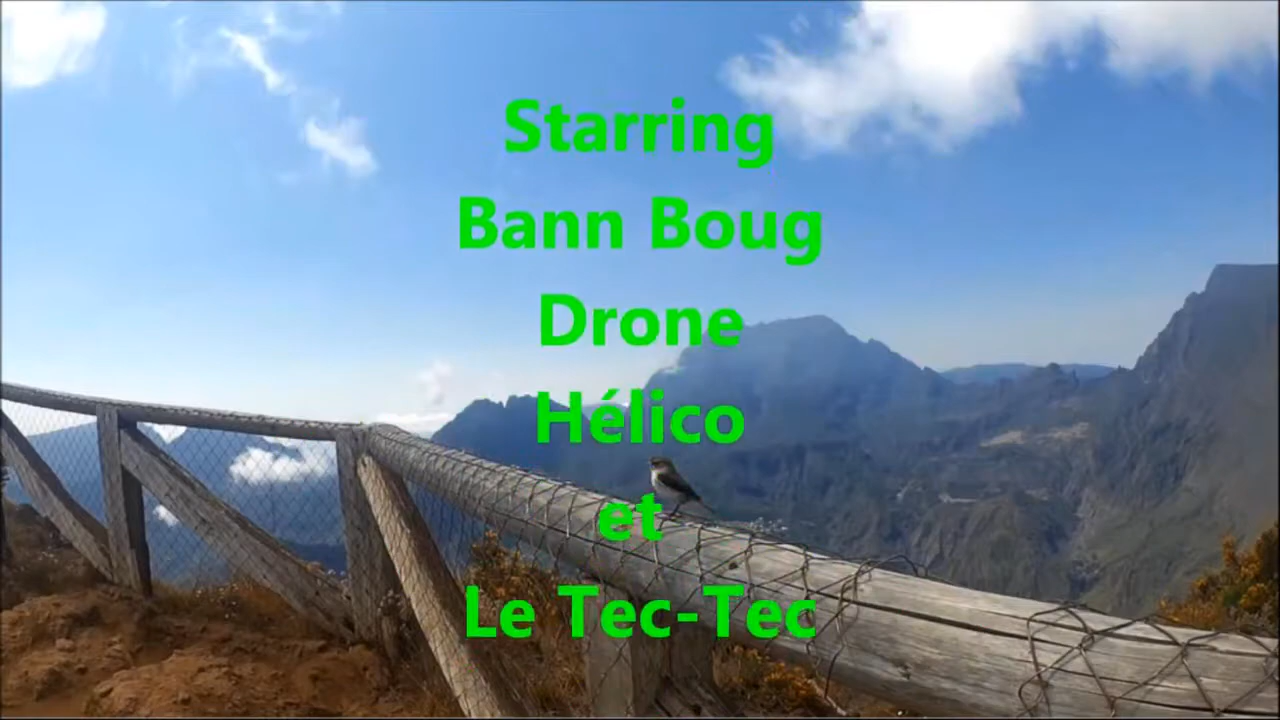 Starring
Bann Boug
Drone
Hélico
et
Le Tec-Tec